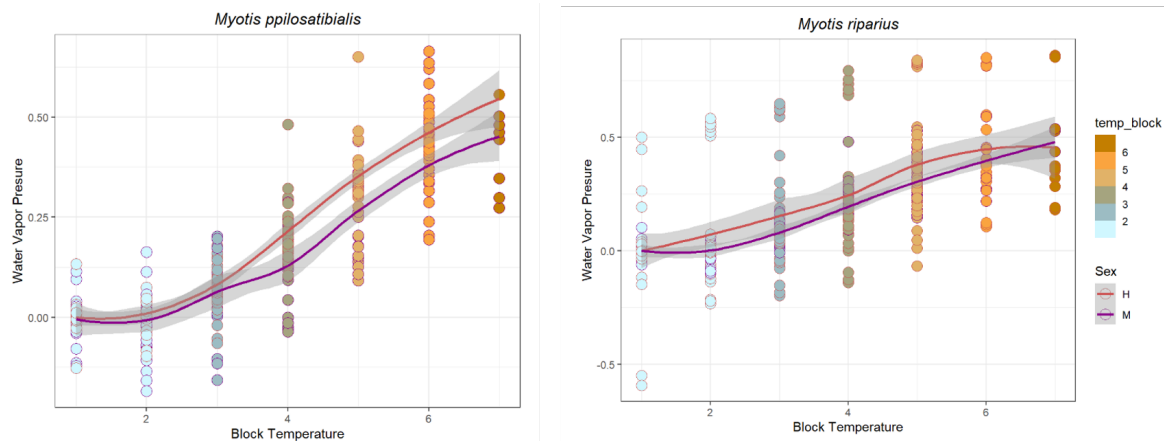 Myotis ppilosatibialis
Water Vapor Presure
0.50
0.25
0.00
2
4
6
Block Temperature
Myotis riparius
Water Vapor Presure
0.5
0.0
-0.5
2
4
6
Block Temperature
temp_block
6
5
4
3
2
Sex
H
M